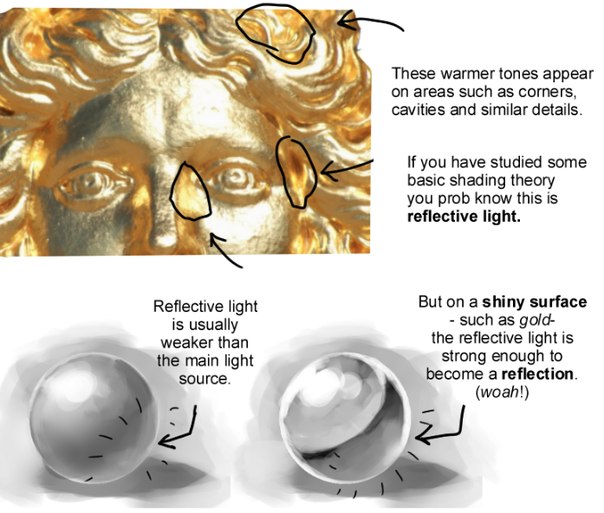 These warmer tones appear
on areas such as corners,
cavities and similar details.
If you have studied some
basic shading theory
you prob know this is
reflective light.
Reflective light
is usually
weaker than
the main light
source.
But on a shiny surface
- such as gold-
the reflective light is
strong enough to
become a reflection.
(woah!)